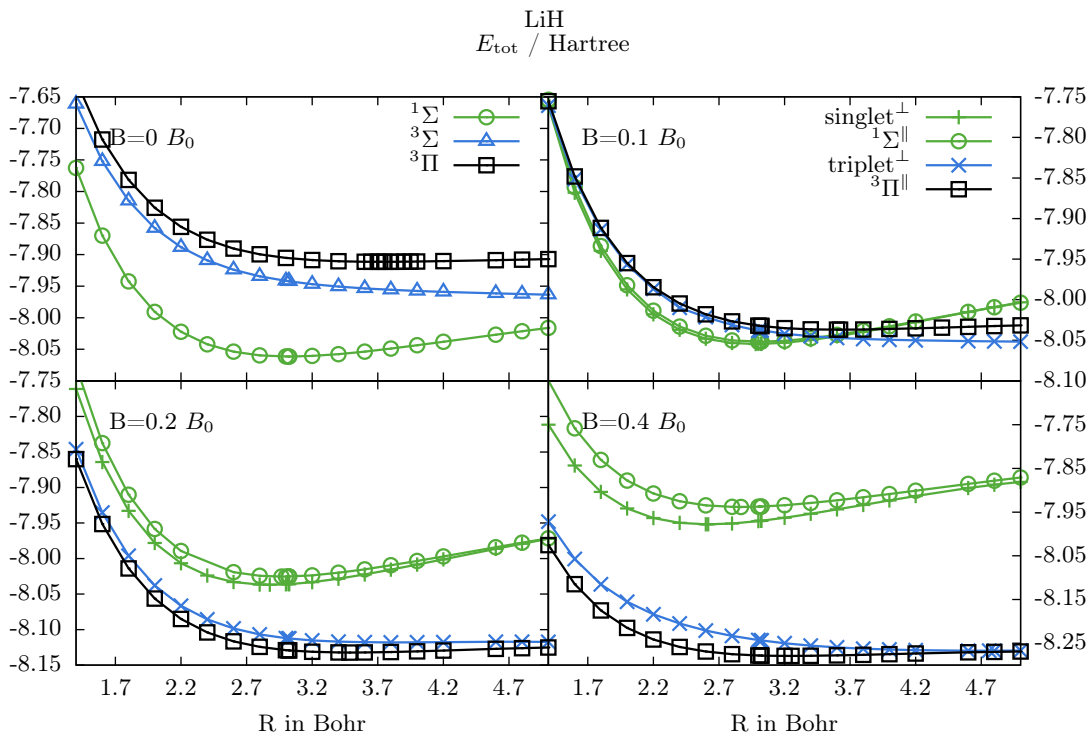 LiH
E_tot / Hartree
-7.65
-7.70
-7.75
-7.80
-7.85
-7.90
-7.95
-8.00
-8.05
-7.75
B=0 B₀
¹Σ
³Σ
³Π
B=0.1 B₀
singlet^⊥
¹Σ^∥
triplet^⊥
³Π^∥
-7.75
-7.80
-7.85
-7.90
-7.95
-8.00
-8.05
-8.10
-7.80
-7.85
-7.90
-7.95
-8.00
-8.05
-8.10
-8.15
B=0.2 B₀
B=0.4 B₀
-7.75
-7.85
-7.95
-8.05
-8.15
-8.25
1.7 2.2 2.7 3.2 3.7 4.2 4.7
1.7 2.2 2.7 3.2 3.7 4.2 4.7
R in Bohr
R in Bohr